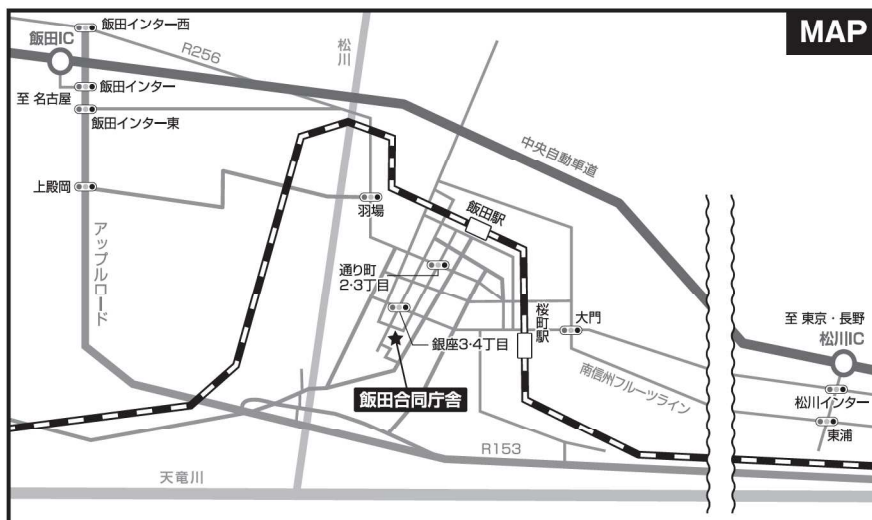 MAP
飯田インター西
飯田IC
R256
松川
飯田インター
至 名古屋
飯田インター東
中央自動車道
上殿岡
羽場
飯田駅
アップルロード
通り町
2・3丁目
桜町駅
大門
至 東京・長野
松川IC
銀座3・4丁目
南信州フルーツライン
飯田合同庁舎
松川インター
東浦
R153
天竜川